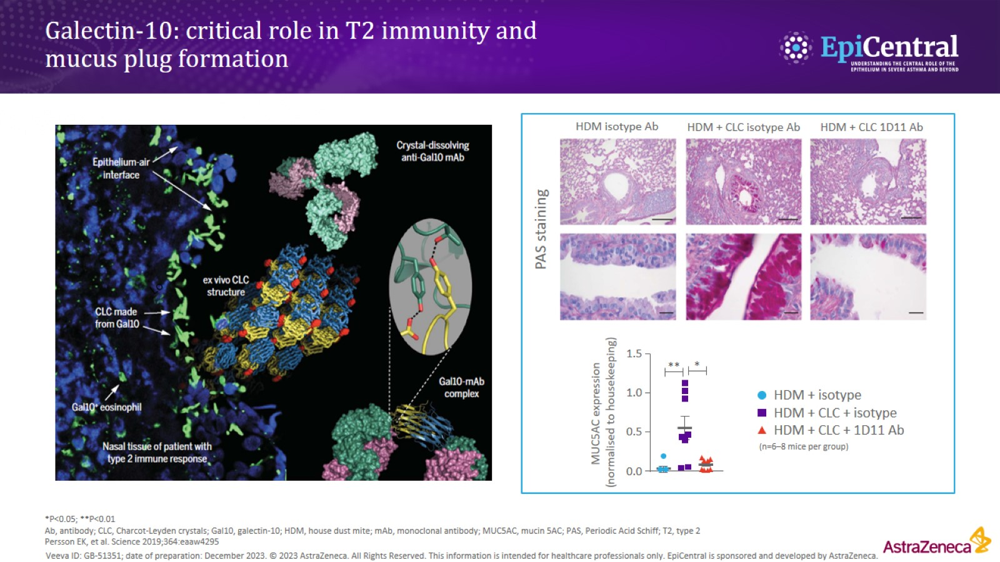 Galectin-10: critical role in T2 immunity and
mucus plug formation
EpiCentral
UNDERSTANDING THE CENTRAL ROLE OF THE
EPITHELIUM IN SEVERE ASTHMA AND BEYOND
Epithelium-air
interface
Crystal-dissolving
anti-Gal10 mAb
ex vivo CLC
structure
CLC made
from Gal10
Gal10⁺ eosinophil
Gal10-mAb
complex
Nasal tissue of patient with
type 2 immune response
HDM isotype Ab
HDM + CLC isotype Ab
HDM + CLC 1D11 Ab
PAS staining
MUC5AC expression
(normalised to housekeeping)
1.5
1.0
0.5
0.0
**
*
HDM + isotype
HDM + CLC + isotype
HDM + CLC + 1D11 Ab
(n=6–8 mice per group)
*P<0.05; **P<0.01
Ab, antibody; CLC, Charcot-Leyden crystals; Gal10, galectin-10; HDM, house dust mite; mAb, monoclonal antibody; MUC5AC, mucin 5AC; PAS, Periodic Acid Schiff; T2, type 2
Persson EK, et al. Science 2019;364:eaaw4295
Veeva ID: GB-51351; date of preparation: December 2023. © 2023 AstraZeneca. All Rights Reserved. This information is intended for healthcare professionals only. EpiCentral is sponsored and developed by AstraZeneca.
AstraZeneca